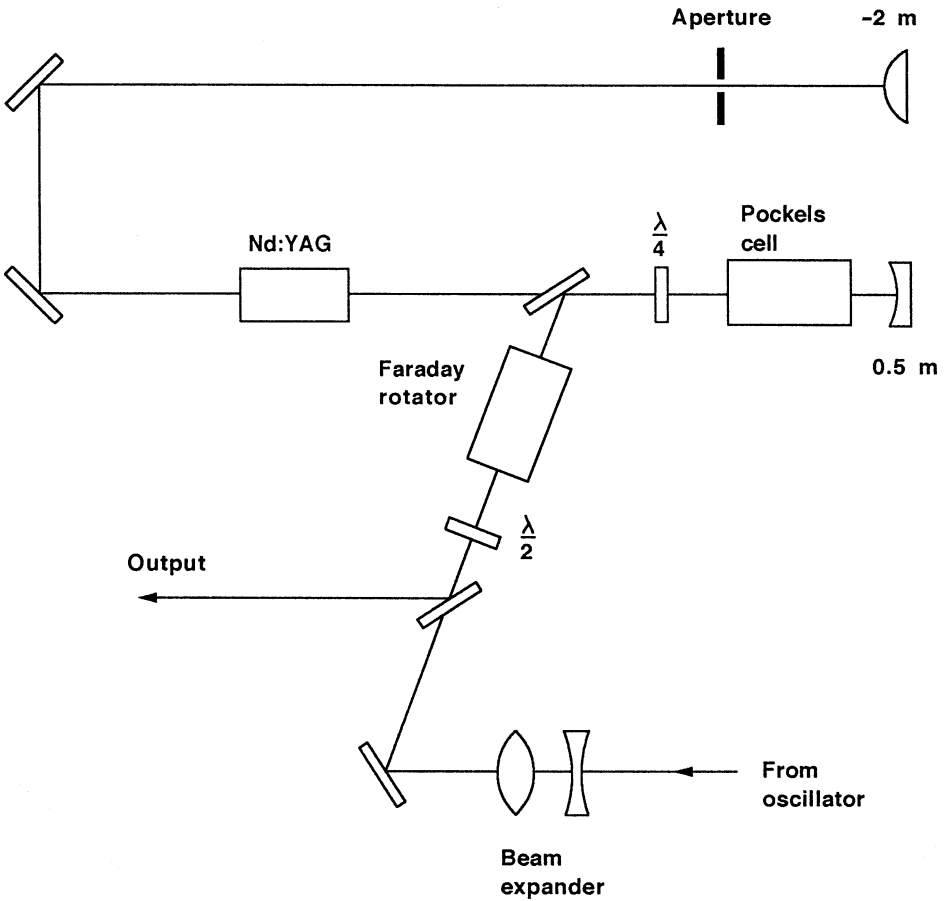 Aperture
-2 m
Nd:YAG
λ/4
Pockels
cell
0.5 m
Faraday
rotator
λ/2
Output
From
oscillator
Beam
expander